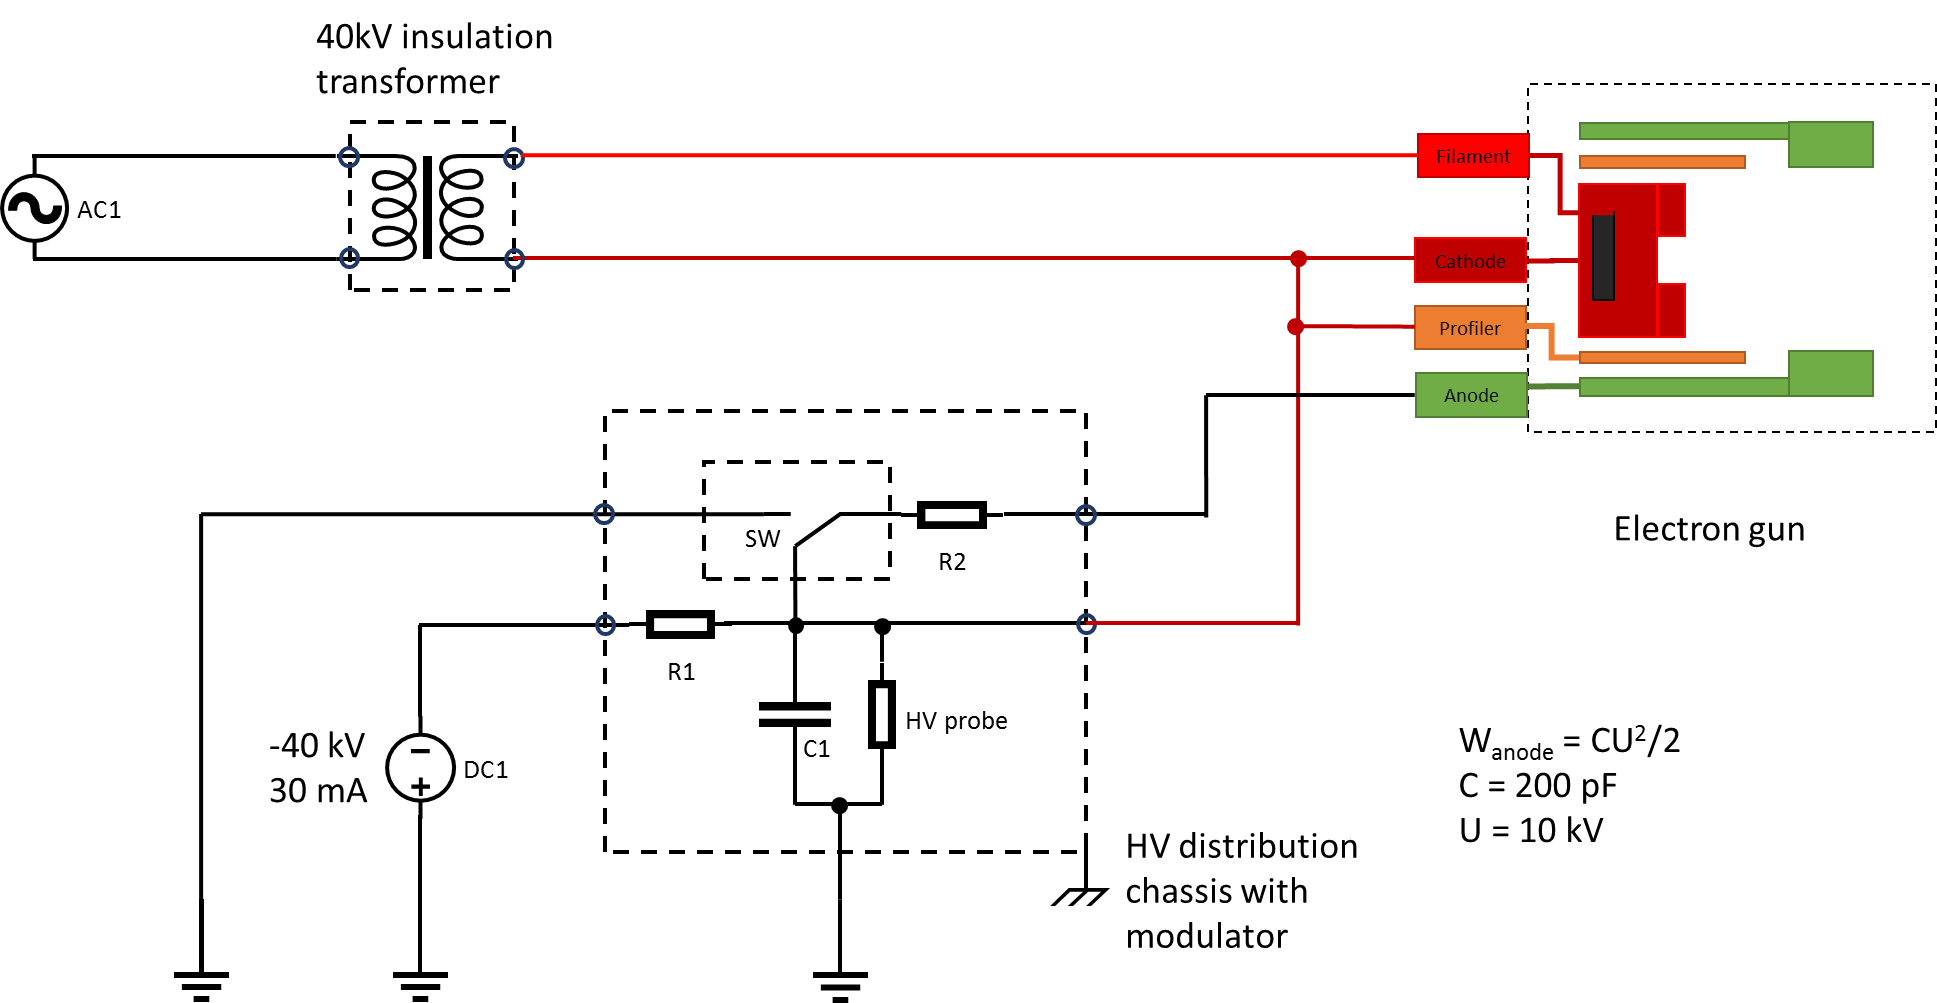 40kV insulation
transformer
AC1
Filament
Cathode
Profiler
Anode
Electron gun
SW
R2
R1
C1
HV probe
-40 kV
30 mA
DC1
HV distribution
chassis with
modulator
Wanode = CU²/2
C = 200 pF
U = 10 kV